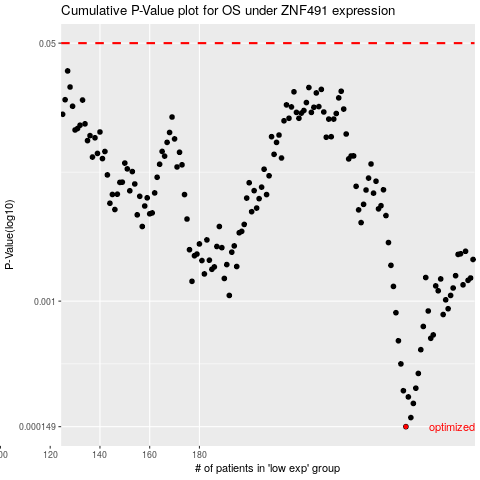 Cumulative P-Value plot for OS under ZNF491 expression
P-Value(log10)
0.05
0.001
0.000149
optimized
00 120 140 160 180
# of patients in 'low exp' group